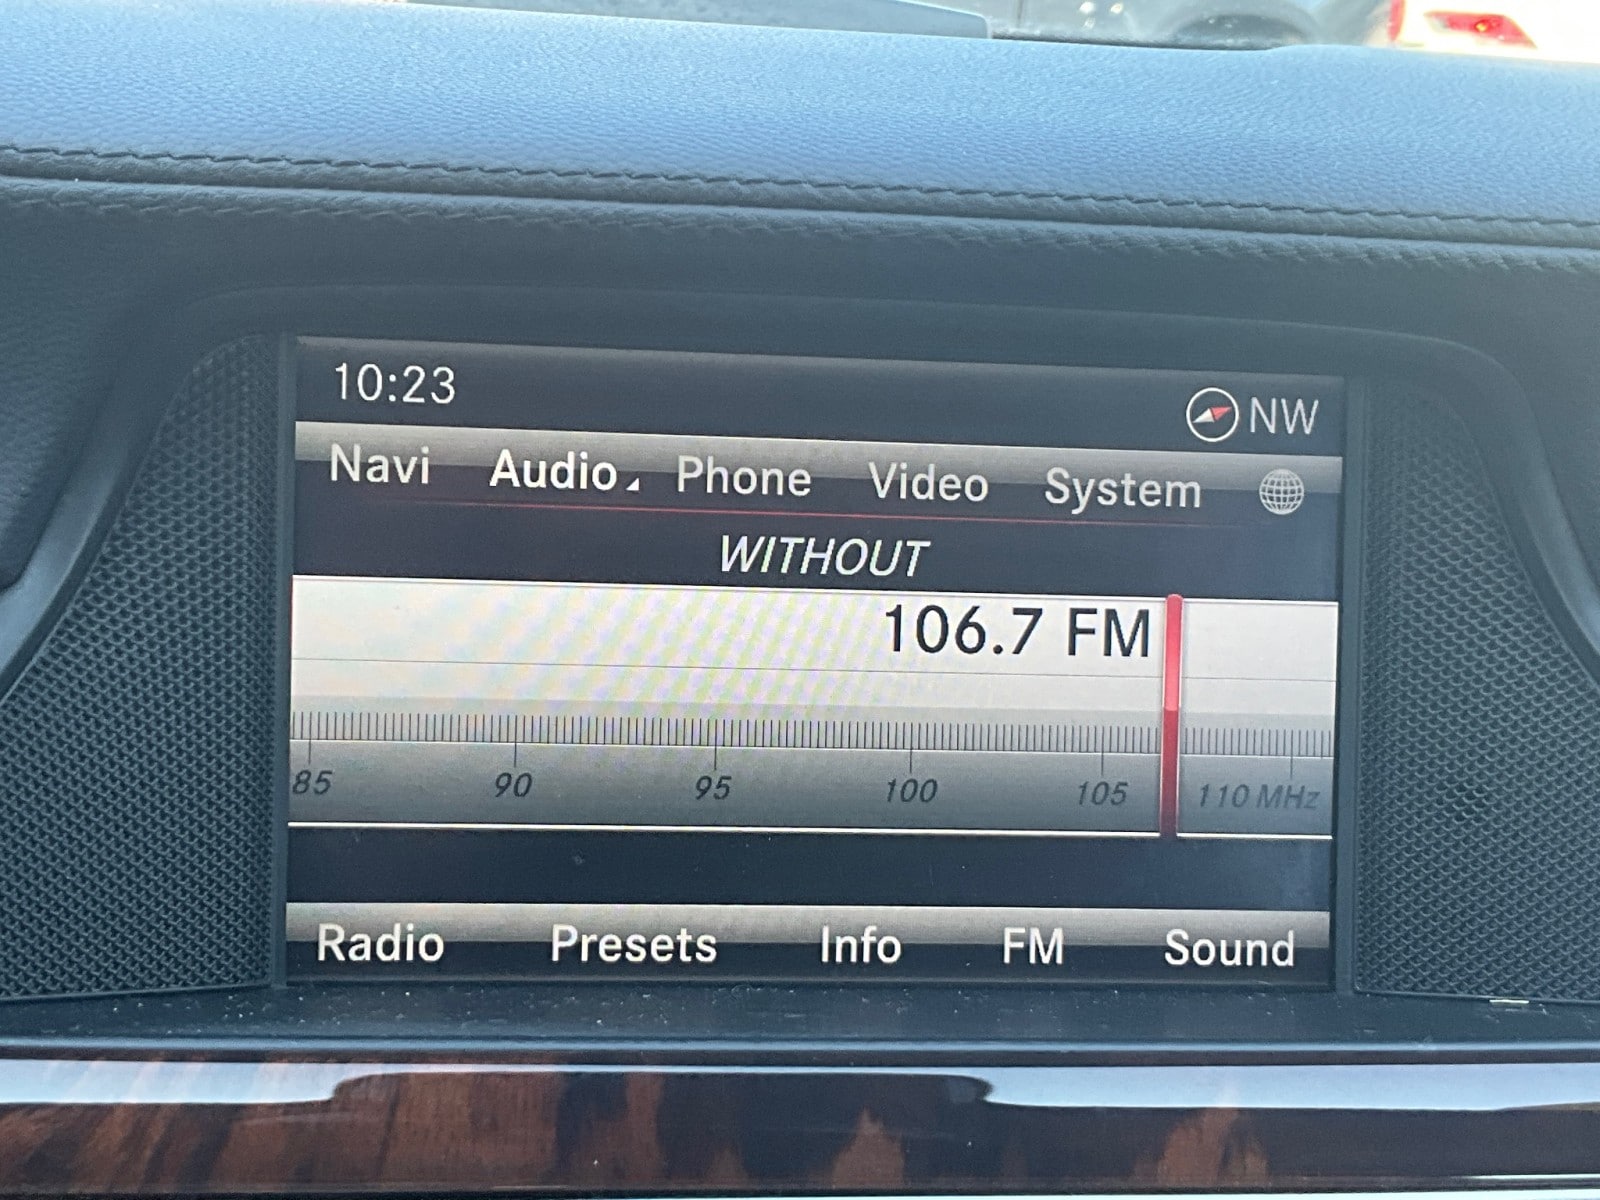 10:23 NW
Navi Audio Phone Video System
WITHOUT
106.7 FM
85 90 95 100 105 110 MHz
Radio Presets Info FM Sound